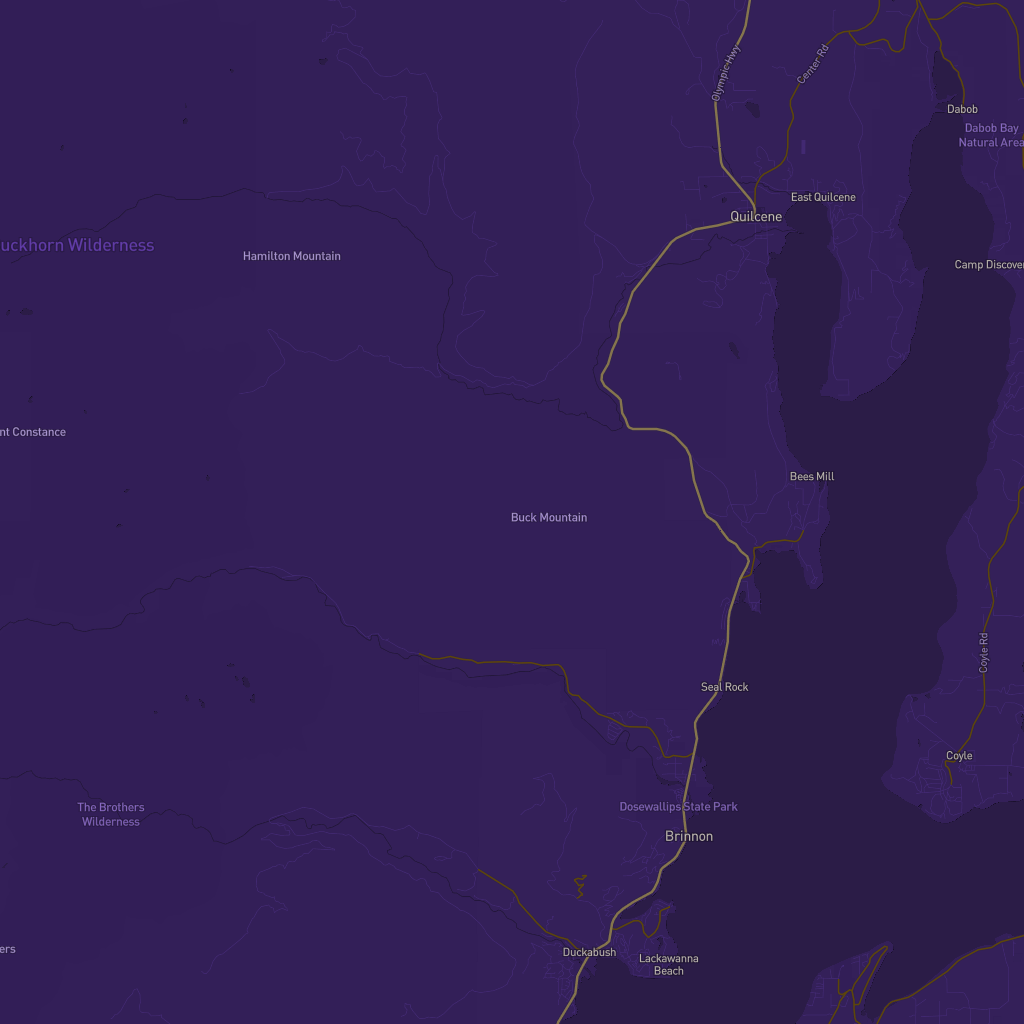 Olympic Hwy
Center Rd
Dabob
Dabob Bay
Natural Area
East Quilcene
Quilcene
uckhorn Wilderness
Hamilton Mountain
Camp Discover
nt Constance
Bees Mill
Buck Mountain
Coyle Rd
Seal Rock
Coyle
The Brothers
Wilderness
Dosewallips State Park
Brinnon
ers
Duckabush
Lackawanna
Beach